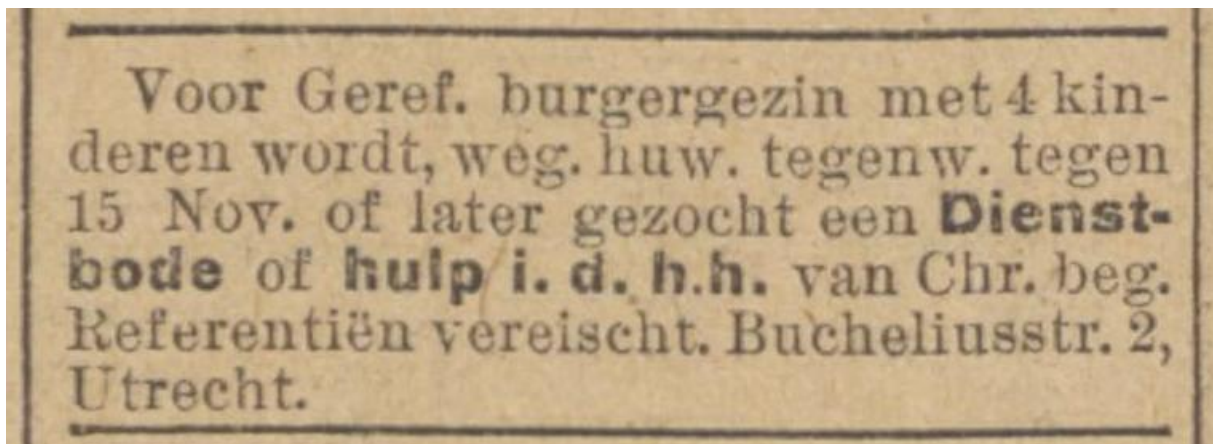 Voor Geref. burgergezin met 4 kin-
deren wordt, weg. huw. tegenw. tegen
15 Nov. of later gezocht een Dienst-
bode of hulp i. d. h.h. van Chr. beg.
Referentiën vereischt. Bucheliusstr. 2,
Utrecht.